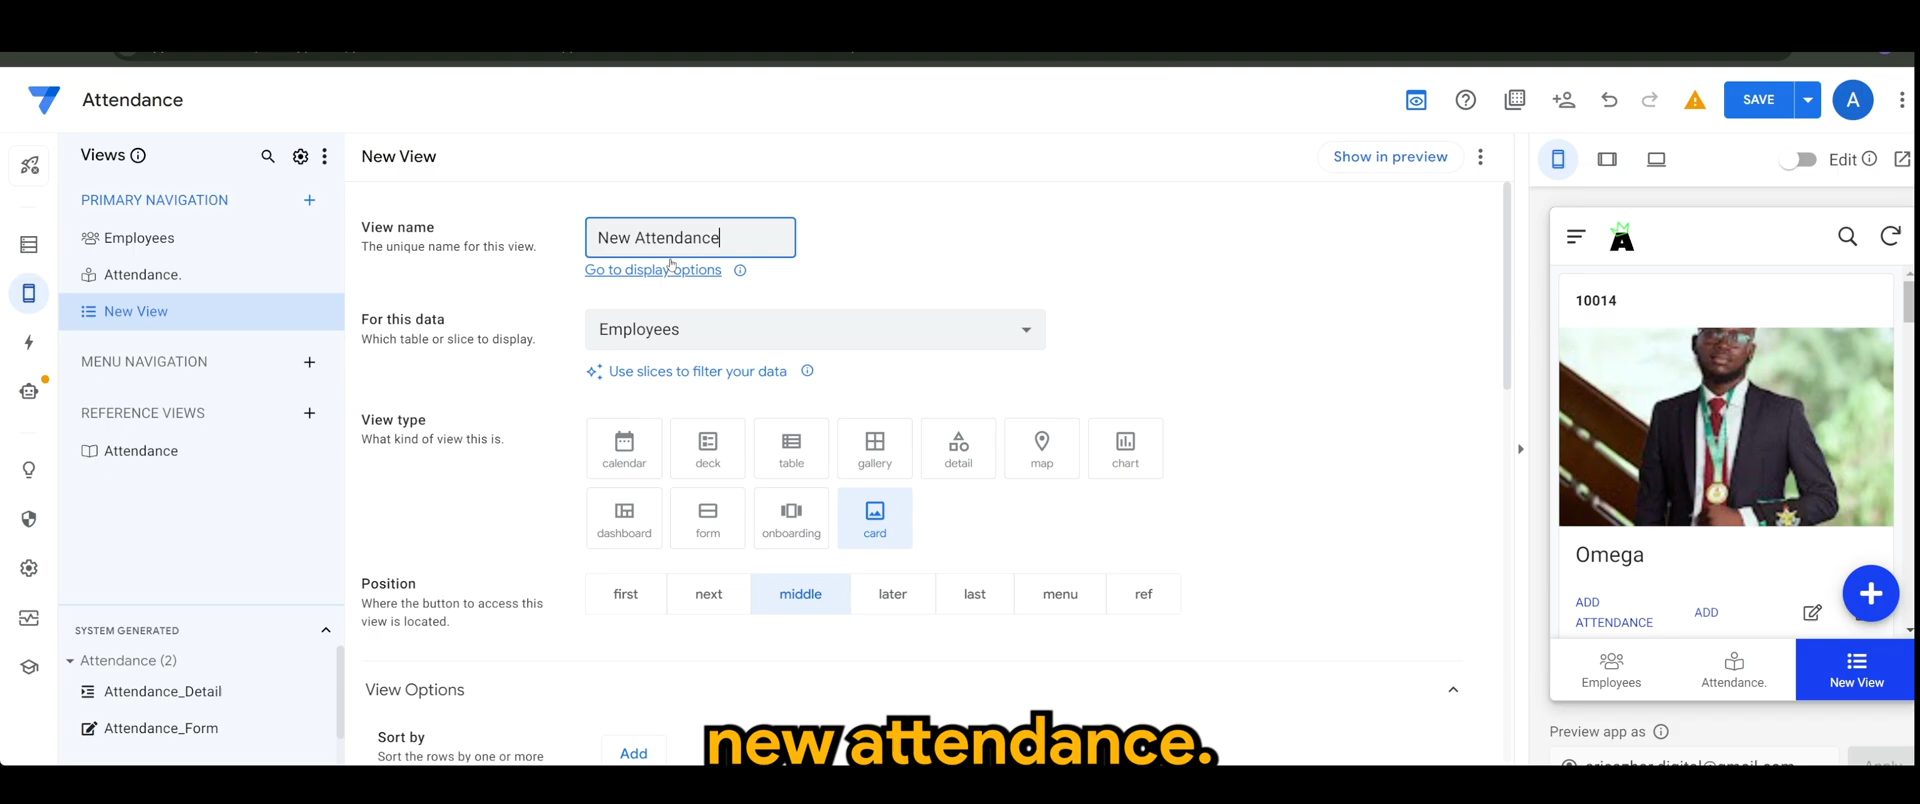 Attendance
SAVE
A
Views
New View
Show in preview
Edit
PRIMARY NAVIGATION
Employees
Attendance.
New View
MENU NAVIGATION
REFERENCE VIEWS
Attendance
SYSTEM GENERATED
Attendance (2)
Attendance_Detail
Attendance_Form
View name
The unique name for this view.
New Attendance
Go to display options
For this data
Which table or slice to display.
Employees
Use slices to filter your data
View type
What kind of view this is.
calendar
deck
table
gallery
detail
map
chart
dashboard
form
onboarding
card
Position
Where the button to access this
view is located.
first
next
middle
later
last
menu
ref
View Options
Sort by
Sort the rows by one or more
Add
new attendance.
A
10014
Omega
ADD
ATTENDANCE
ADD
Employees
Attendance.
New View
Preview app as